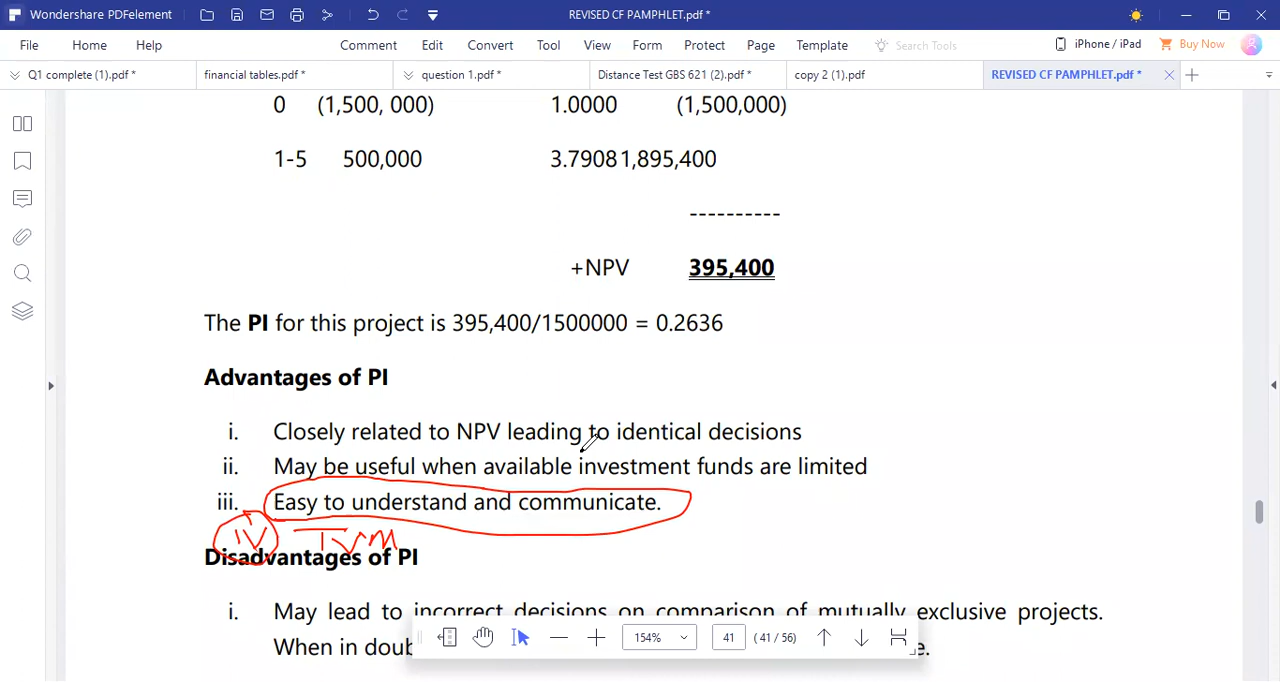 Wondershare PDFelement
REVISED CF PAMPHLET.pdf *
File Home Help Comment Edit Convert Tool View Form Protect Page Template Search Tools iPhone / iPad Buy Now
Q1 complete (1).pdf * financial tables.pdf * question 1.pdf * Distance Test GBS 621 (2).pdf * copy 2 (1).pdf REVISED CF PAMPHLET.pdf *
0 (1,500, 000) 1.0000 (1,500,000)
1-5 500,000 3.7908 1,895,400
----------
+NPV 395,400
The PI for this project is 395,400/1500000 = 0.2636
Advantages of PI
i. Closely related to NPV leading to identical decisions
ii. May be useful when available investment funds are limited
iii. Easy to understand and communicate.
IV TVM
Disadvantages of PI
i. May lead to incorrect decisions on comparison of mutually exclusive projects.
When in doub
154% 41 (41 / 56)